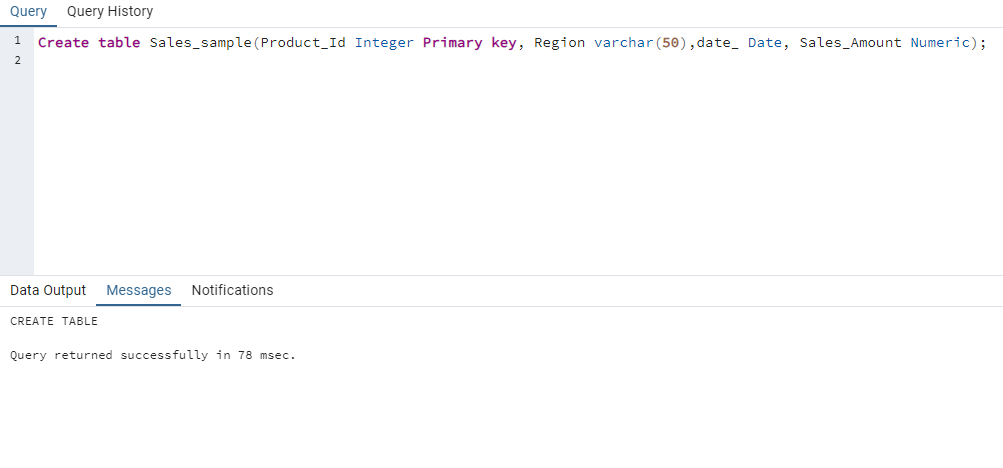 Query Query History
1 Create table Sales_sample(Product_Id Integer Primary key, Region varchar(50),date_ Date, Sales_Amount Numeric);
2
Data Output Messages Notifications
CREATE TABLE
Query returned successfully in 78 msec.